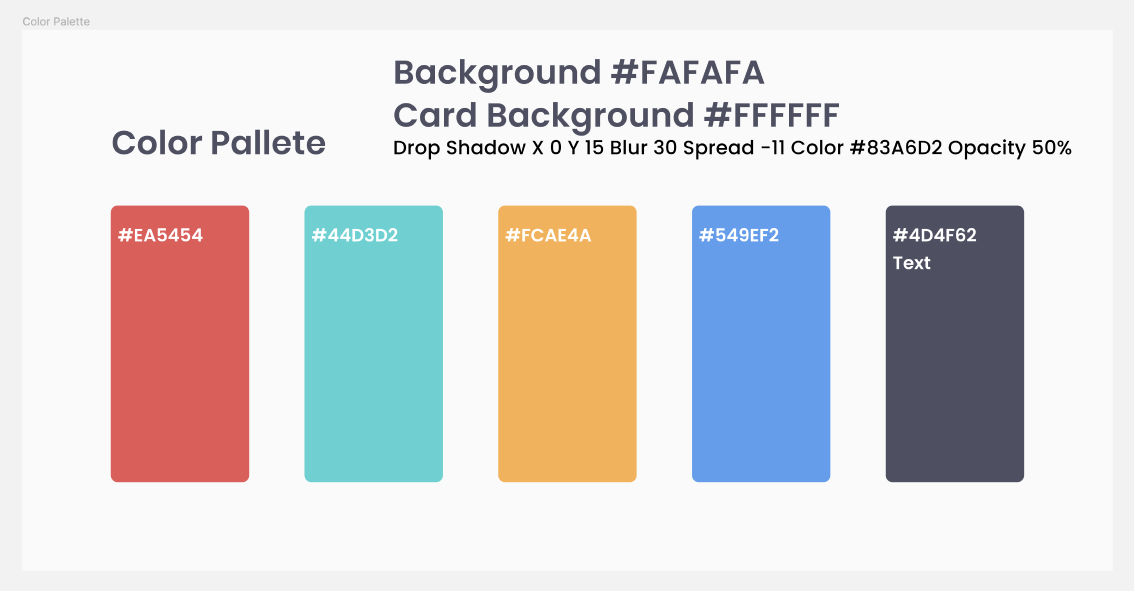 Color Palette
Background #FAFAFA
Card Background #FFFFFF
Color Pallete
Drop Shadow X 0 Y 15 Blur 30 Spread -11 Color #83A6D2 Opacity 50%
#EA5454
#44D3D2
#FCAE4A
#549EF2
#4D4F62
Text